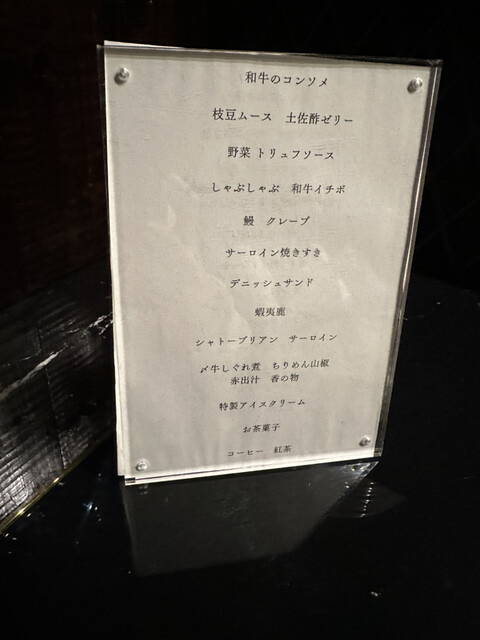 和牛のコンソメ
枝豆ムース　土佐酢ゼリー
野菜 トリュフソース
しゃぶしゃぶ　和牛イチボ
鰻　クレープ
サーロイン焼きすき
デニッシュサンド
蝦夷鹿
シャトーブリアン　サーロイン
〆牛しぐれ煮　ちりめん山椒
赤出汁　香の物
特製アイスクリーム
お茶菓子
コーヒー　紅茶